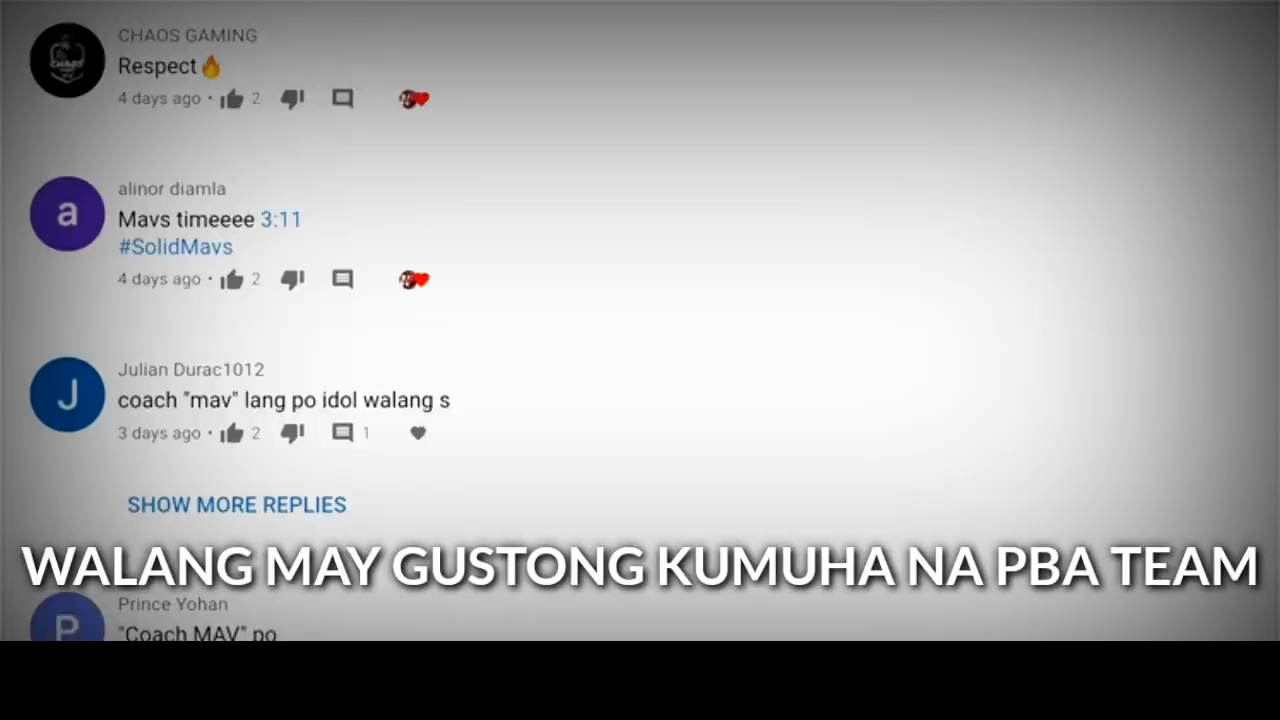 CHAOS GAMING
Respect🔥
4 days ago • 2
alinor diamla
Mavs timeeee 3:11
#SolidMavs
4 days ago • 2
Julian Durac1012
coach "mav" lang po idol walang s
3 days ago • 2 1
SHOW MORE REPLIES
WALANG MAY GUSTONG KUMUHA NA PBA TEAM
Prince Yohan
"Coach MAV" po